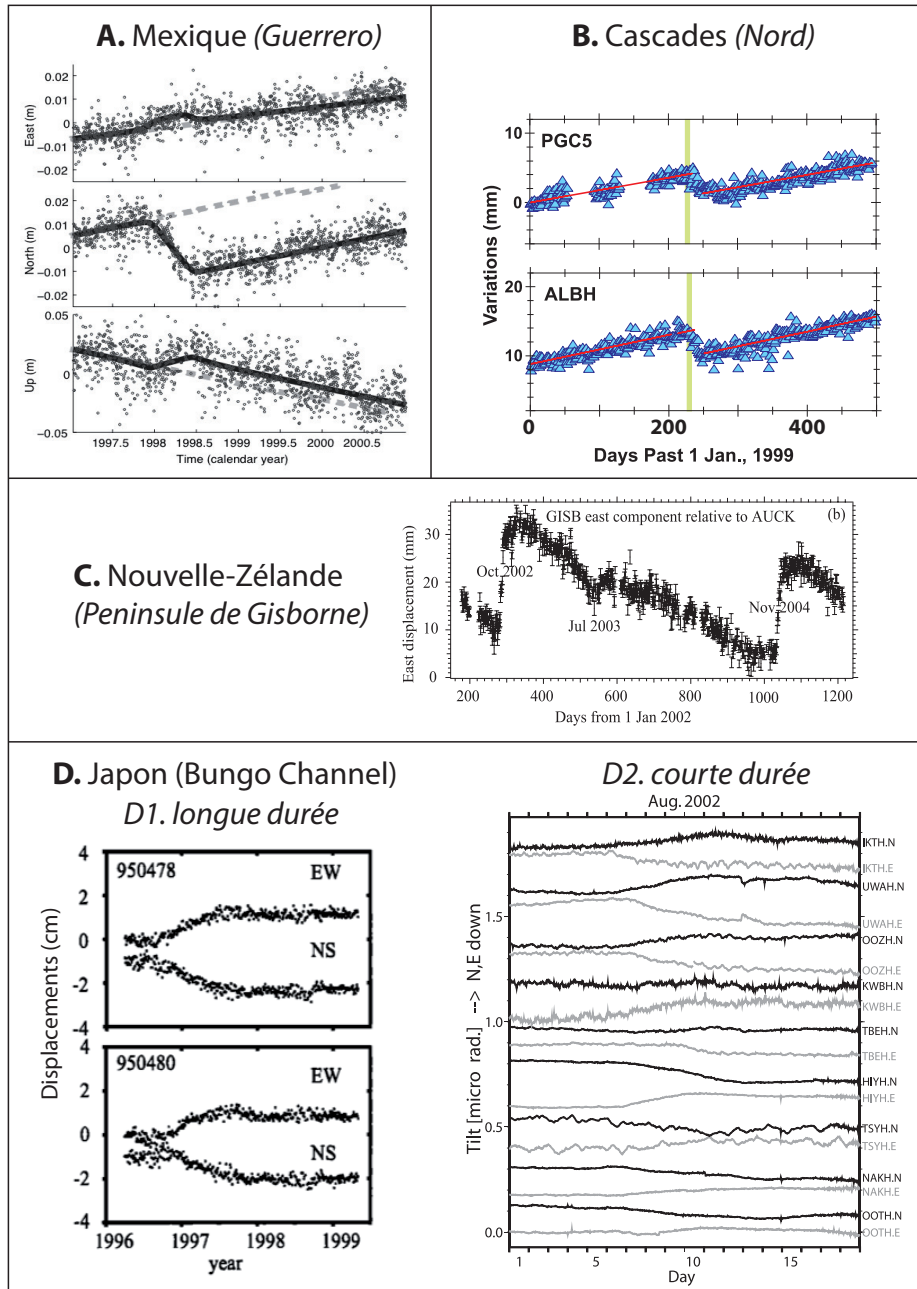 A. Mexique (Guerrero)
0.02
0.01
0
−0.01
−0.02
East (m)
0.02
0.01
0
−0.01
−0.02
North (m)
0.05
0
−0.05
Up (m)
1997.5 1998 1998.5 1999 1999.5 2000 2000.5
Time (calendar year)
B. Cascades (Nord)
10
0
PGC5
Variations (mm)
20
10
ALBH
0 200 400
Days Past 1 Jan., 1999
C. Nouvelle-Zélande
(Peninsule de Gisborne)
GISB east component relative to AUCK (b)
30
20
10
0
East displacement (mm)
Oct 2002
Jul 2003
Nov 2004
200 400 600 800 1000 1200
Days from 1 Jan 2002
D. Japon (Bungo Channel)
D1. longue durée
4
2
0
-2
-4
950478 EW
NS
Displacements (cm)
4
2
0
-2
-4
950480 EW
NS
1996 1997 1998 1999
year
D2. courte durée
Aug. 2002
1.5
1.0
0.5
0.0
Tilt [micro rad.] --> N,E down
IKTH.N
IKTH.E
UWAH.N
UWAH.E
OOZH.N
OOZH.E
KWBH.N
KWBH.E
TBEH.N
TBEH.E
HIYH.N
HIYH.E
TSYH.N
TSYH.E
NAKH.N
NAKH.E
OOTH.N
OOTH.E
1 5 10 15
Day